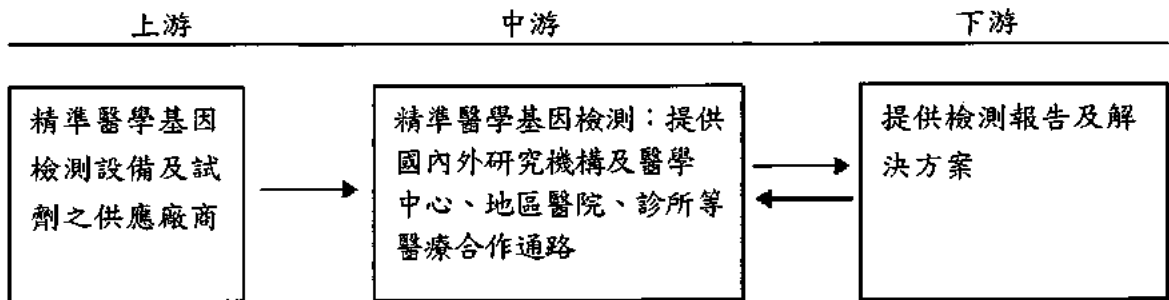 上游
中游
下游
精準醫學基因
檢測設備及試
劑之供應廠商
精準醫學基因檢測：提供
國內外研究機構及醫學
中心、地區醫院、診所等
醫療合作通路
提供檢測報告及解
決方案